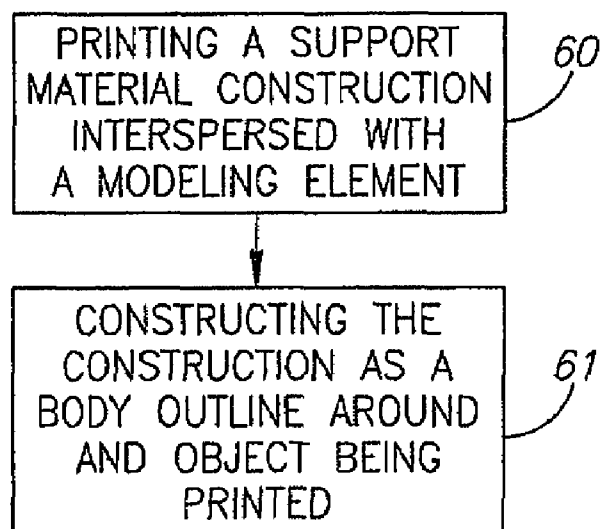 PRINTING A SUPPORT
MATERIAL CONSTRUCTION
INTERSPERSED WITH
A MODELING ELEMENT
60
CONSTRUCTING THE
CONSTRUCTION AS A
BODY OUTLINE AROUND
AND OBJECT BEING
PRINTED
61